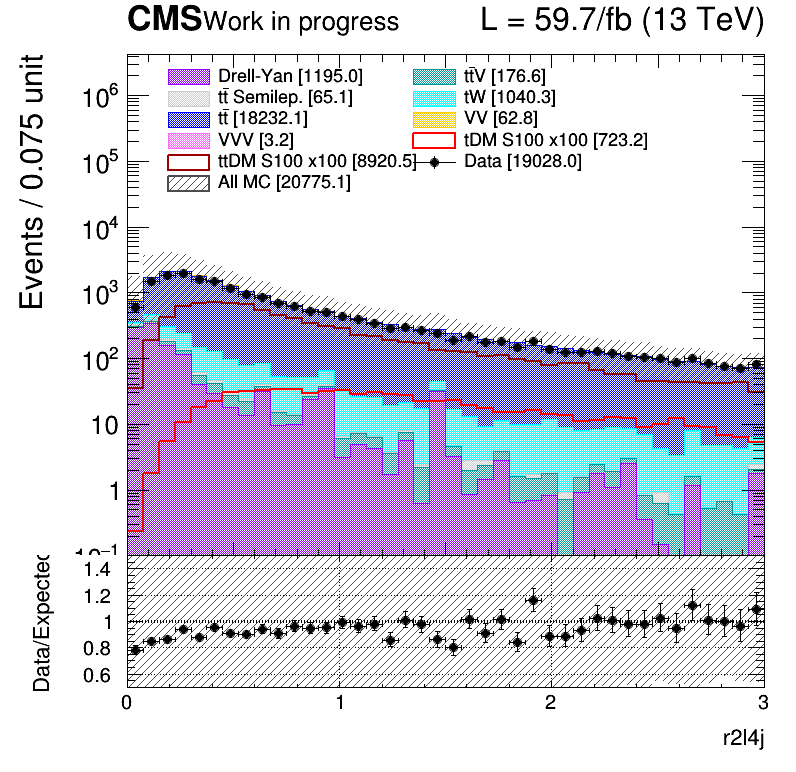 CMS Work in progress L = 59.7/fb (13 TeV)
Events / 0.075 unit
Drell-Yan [1195.0] tt̄V [176.6]
tt̄ Semilep. [65.1] tW [1040.3]
tt̄ [18232.1] VV [62.8]
VVV [3.2] tDM S100 x100 [723.2]
ttDM S100 x100 [8920.5] Data [19028.0]
All MC [20775.1]
10⁶
10⁵
10⁴
10³
10²
10
1
10⁻¹
Data/Expected
1.4
1.2
1
0.8
0.6
0 1 2 3
r2l4j